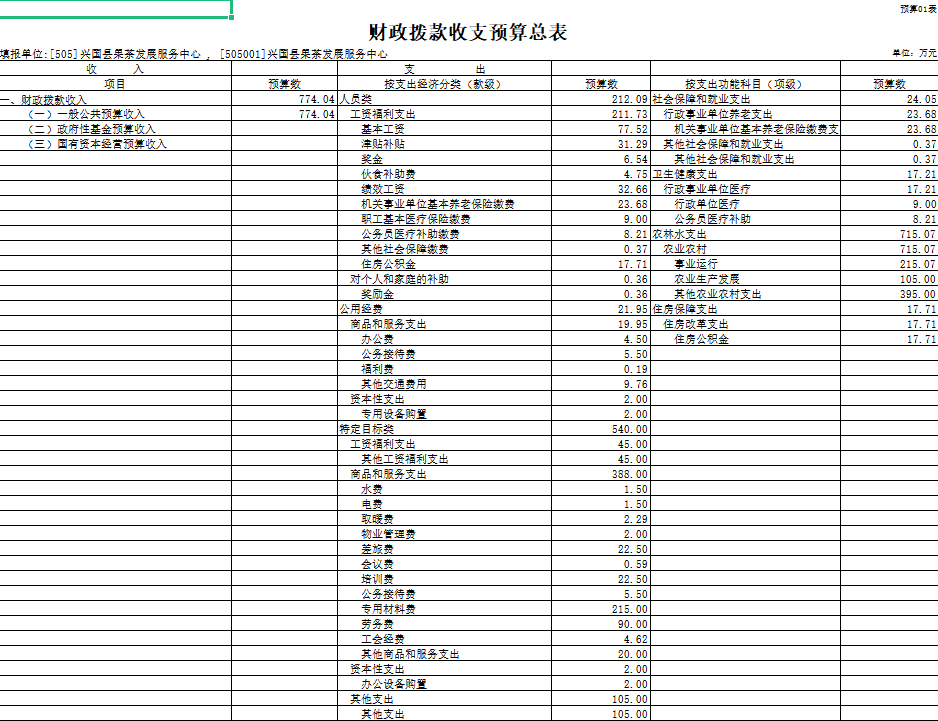 预算01表
财政拨款收支预算总表
填报单位:[505]兴国县果茶发展服务中心 , [505001]兴国县果茶发展服务中心 单位: 万元
收 入 支 出
项目 预算数 按支出经济分类（款级） 预算数 按支出功能科目（项级） 预算数
一、财政拨款收入 774.04 人员类 212.09 社会保障和就业支出 24.05
（一）一般公共预算收入 774.04 工资福利支出 211.73 行政事业单位养老支出 23.68
（二）政府性基金预算收入 基本工资 77.52 机关事业单位基本养老保险缴费支 23.68
（三）国有资本经营预算收入 津贴补贴 31.29 其他社会保障和就业支出 0.37
奖金 6.54 其他社会保障和就业支出 0.37
伙食补助费 4.75 卫生健康支出 17.21
绩效工资 32.66 行政事业单位医疗 17.21
机关事业单位基本养老保险缴费 23.68 行政单位医疗 9.00
职工基本医疗保险缴费 9.00 公务员医疗补助 8.21
公务员医疗补助缴费 8.21 农林水支出 715.07
其他社会保障缴费 0.37 农业农村 715.07
住房公积金 17.71 事业运行 215.07
对个人和家庭的补助 0.36 农业生产发展 105.00
奖励金 0.36 其他农业农村支出 395.00
公用经费 21.95 住房保障支出 17.71
商品和服务支出 19.95 住房改革支出 17.71
办公费 4.50 住房公积金 17.71
公务接待费 5.50
福利费 0.19
其他交通费用 9.76
资本性支出 2.00
专用设备购置 2.00
特定目标类 540.00
工资福利支出 45.00
其他工资福利支出 45.00
商品和服务支出 388.00
水费 1.50
电费 1.50
取暖费 2.29
物业管理费 2.00
差旅费 22.50
会议费 0.59
培训费 22.50
公务接待费 5.50
专用材料费 215.00
劳务费 90.00
工会经费 4.62
其他商品和服务支出 20.00
资本性支出 2.00
办公设备购置 2.00
其他支出 105.00
其他支出 105.00